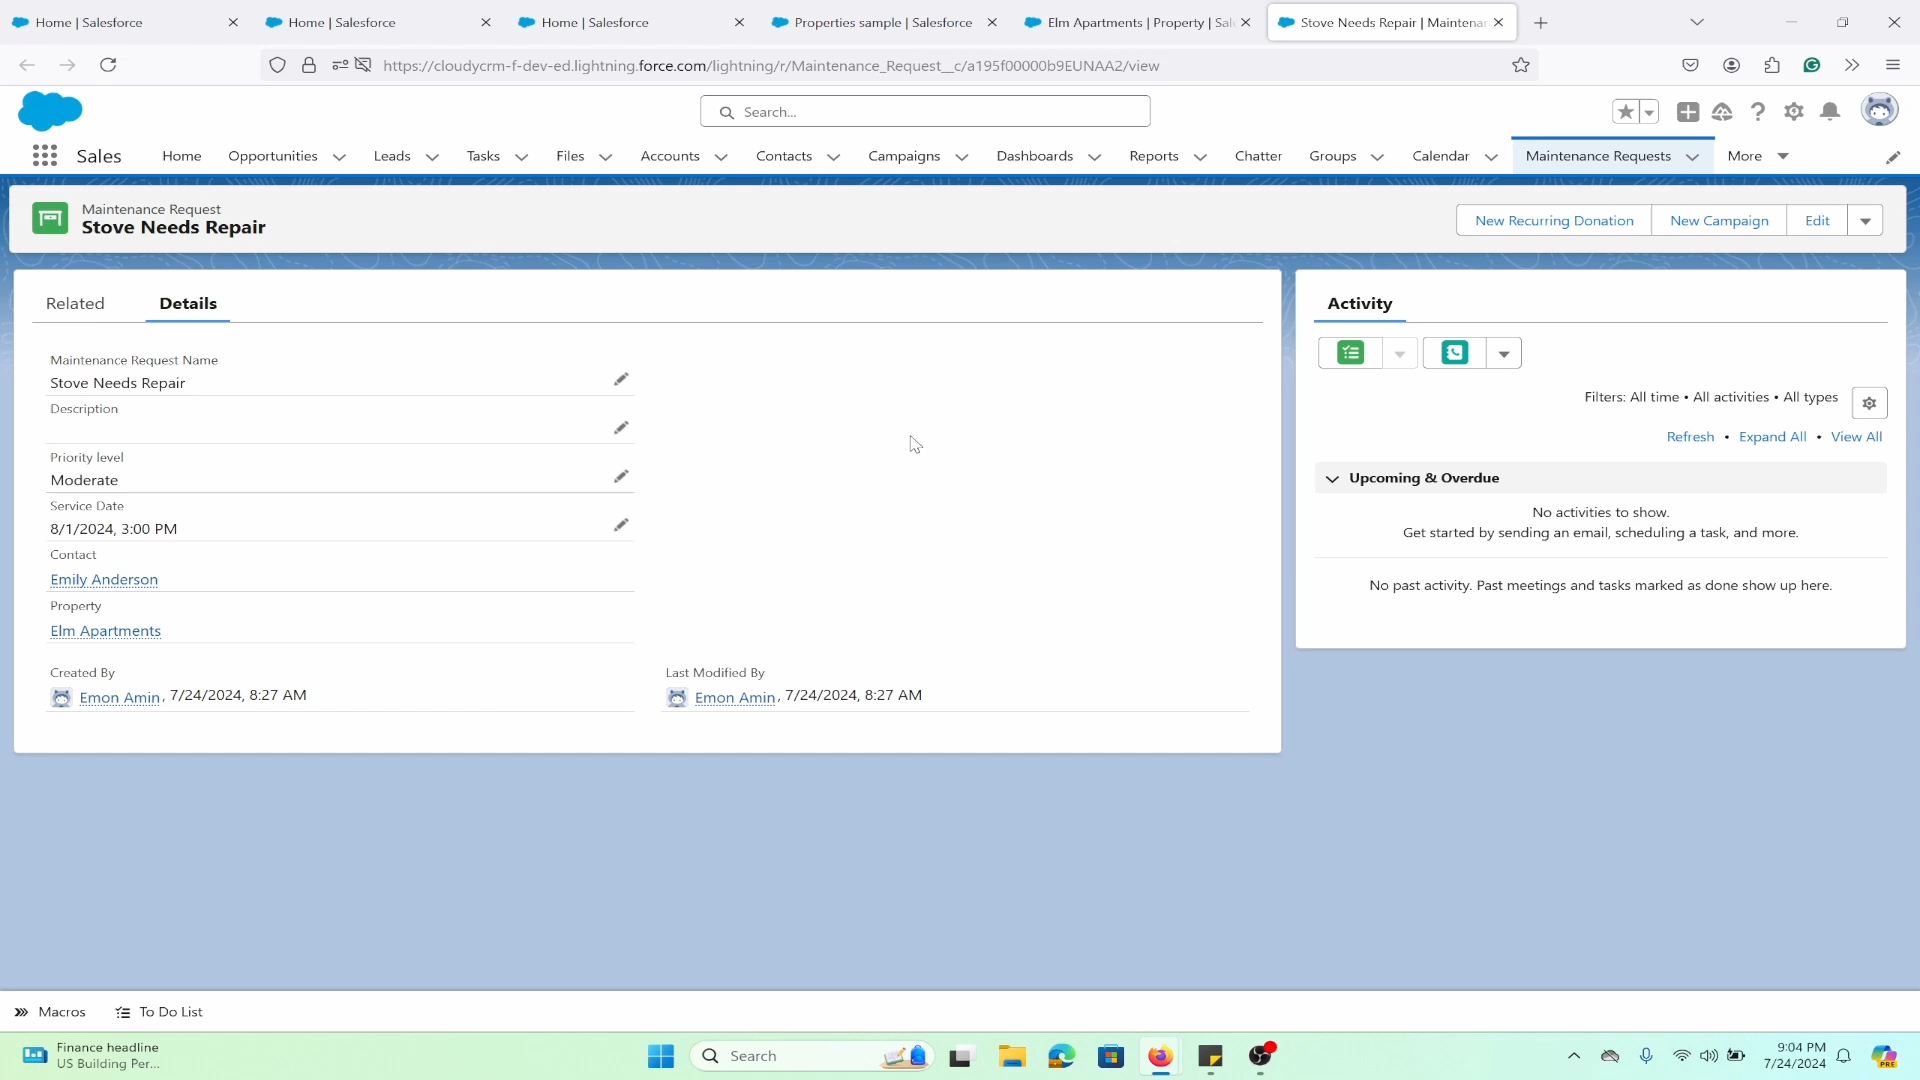 Home | Salesforce
Home | Salesforce
Home | Salesforce
Properties sample | Salesforce
Elm Apartments | Property | Sal
Stove Needs Repair | Maintenan
https://cloudycrm-f-dev-ed.lightning.force.com/lightning/r/Maintenance_Request__c/a195f00000b9EUNAA2/view
Search...
Sales
Home
Opportunities
Leads
Tasks
Files
Accounts
Contacts
Campaigns
Dashboards
Reports
Chatter
Groups
Calendar
Maintenance Requests
More
Maintenance Request
Stove Needs Repair
New Recurring Donation
New Campaign
Edit
Related
Details
Maintenance Request Name
Stove Needs Repair
Description
Priority level
Moderate
Service Date
8/1/2024, 3:00 PM
Contact
Emily Anderson
Property
Elm Apartments
Created By
Emon Amin, 7/24/2024, 8:27 AM
Last Modified By
Emon Amin, 7/24/2024, 8:27 AM
Activity
Filters: All time • All activities • All types
Refresh • Expand All • View All
Upcoming & Overdue
No activities to show.
Get started by sending an email, scheduling a task, and more.
No past activity. Past meetings and tasks marked as done show up here.
Macros
To Do List
Finance headline
US Building Per...
Search
9:04 PM
7/24/2024
PRE